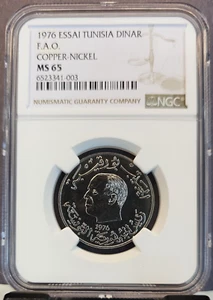 1976 ESSAI TUNISIA DINAR
F.A.O.
COPPER-NICKEL
MS 65
6523341-003
NGC
NUMISMATIC GUARANTY COMPANY
1976